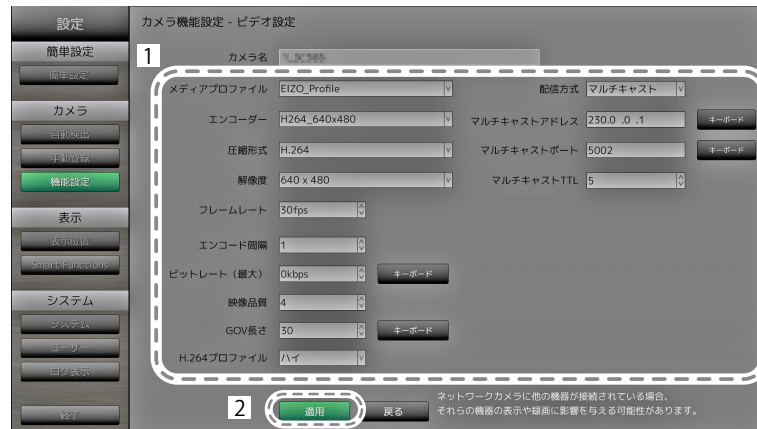 設定
カメラ機能設定 - ビデオ設定
簡単設定
簡単設定
カメラ
自動検出
手動登録
機能設定
表示
表示位置
Smart Functions
システム
システム
ユーザー
ログ表示
終了
1
カメラ名
メディアプロファイル EIZO_Profile 配信方式 マルチキャスト
エンコーダー H264_640x480 マルチキャストアドレス 230.0 .0 .1 キーボード
圧縮形式 H.264 マルチキャストポート 5002 キーボード
解像度 640 x 480 マルチキャストTTL 5
フレームレート 30fps
エンコード間隔 1
ビットレート（最大） 0kbps キーボード
映像品質 4
GOV長さ 30 キーボード
H.264プロファイル ハイ
2 適用 戻る
ネットワークカメラに他の機器が接続されている場合、
それらの機器の表示や録画に影響を与える可能性があります。